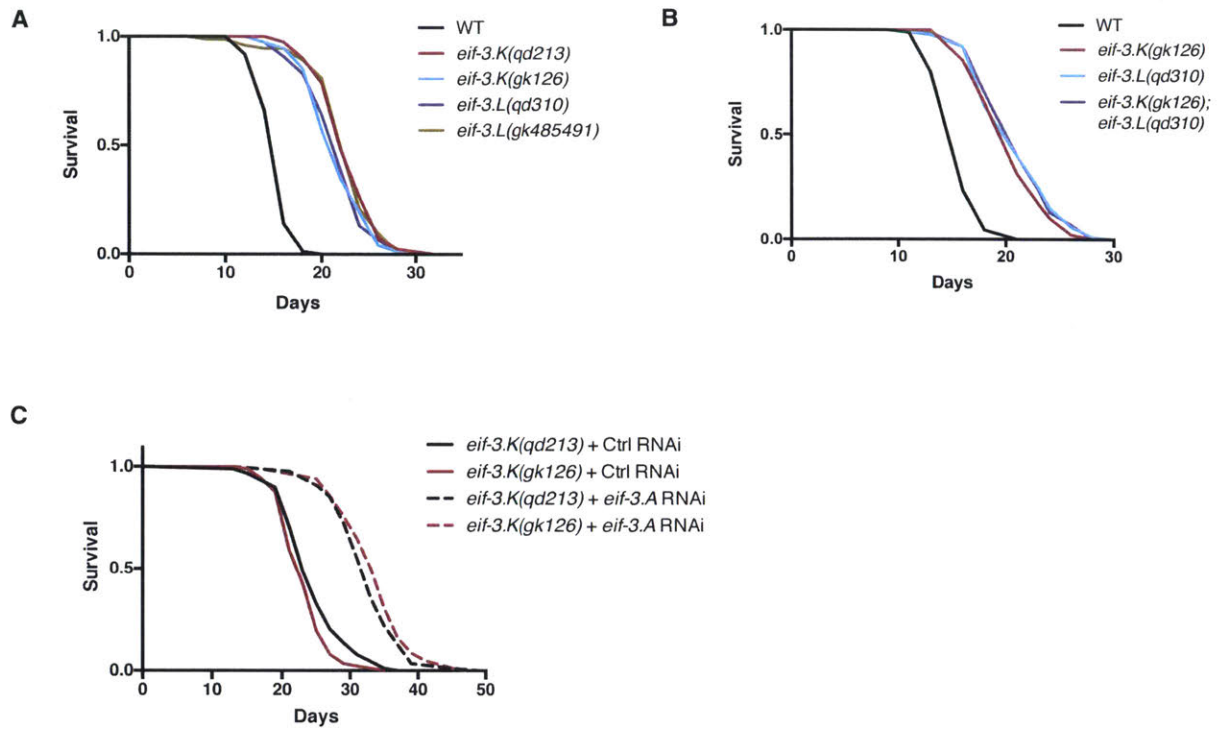 A
1.0
0.5
0.0
0
10
20
30
Survival
Days
WT
eif-3.K(qd213)
eif-3.K(gk126)
eif-3.L(qd310)
eif-3.L(gk485491)
B
1.0
0.5
0.0
0
10
20
30
Survival
Days
WT
eif-3.K(gk126)
eif-3.L(qd310)
eif-3.K(gk126);
eif-3.L(qd310)
C
1.0
0.5
0.0
0
10
20
30
40
50
Survival
Days
eif-3.K(qd213) + Ctrl RNAi
eif-3.K(gk126) + Ctrl RNAi
eif-3.K(qd213) + eif-3.A RNAi
eif-3.K(gk126) + eif-3.A RNAi